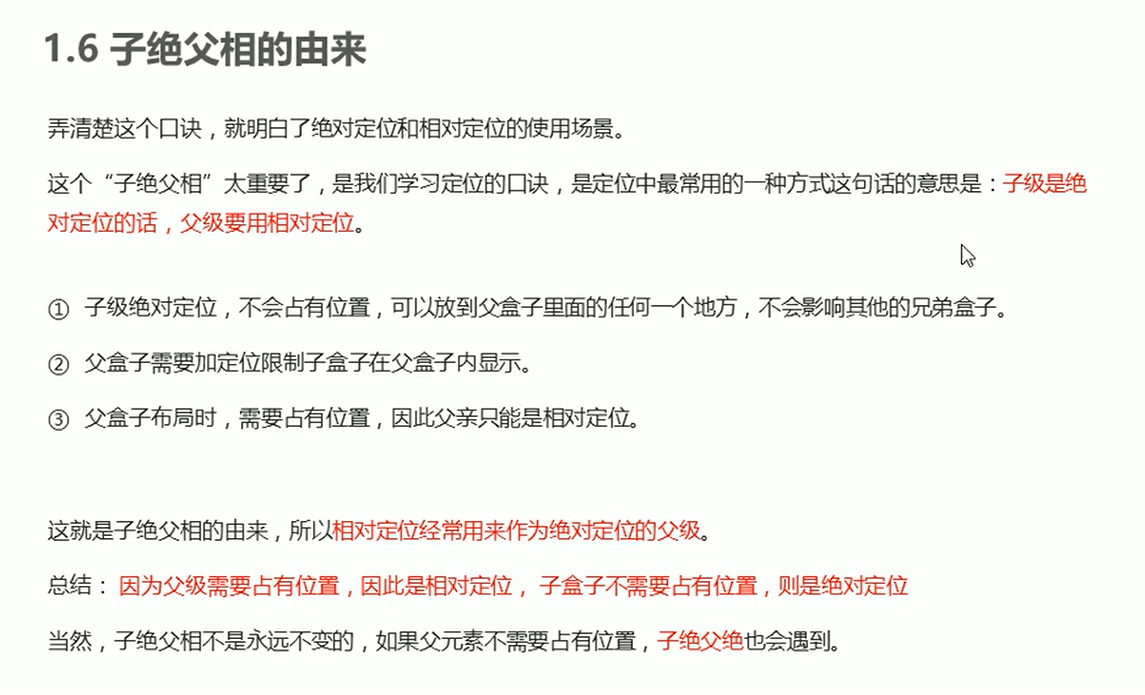 1.6 子绝父相的由来
弄清楚这个口诀，就明白了绝对定位和相对定位的使用场景。
这个“子绝父相”太重要了，是我们学习定位的口诀，是定位中最常用的一种方式这句话的意思是：子级是绝
对定位的话，父级要用相对定位。
① 子级绝对定位，不会占有位置，可以放到父盒子里面的任何一个地方，不会影响其他的兄弟盒子。
② 父盒子需要加定位限制子盒子在父盒子内显示。
③ 父盒子布局时，需要占有位置，因此父亲只能是相对定位。
这就是子绝父相的由来，所以相对定位经常用来作为绝对定位的父级。
总结： 因为父级需要占有位置，因此是相对定位， 子盒子不需要占有位置，则是绝对定位
当然，子绝父相不是永远不变的，如果父元素不需要占有位置，子绝父绝也会遇到。